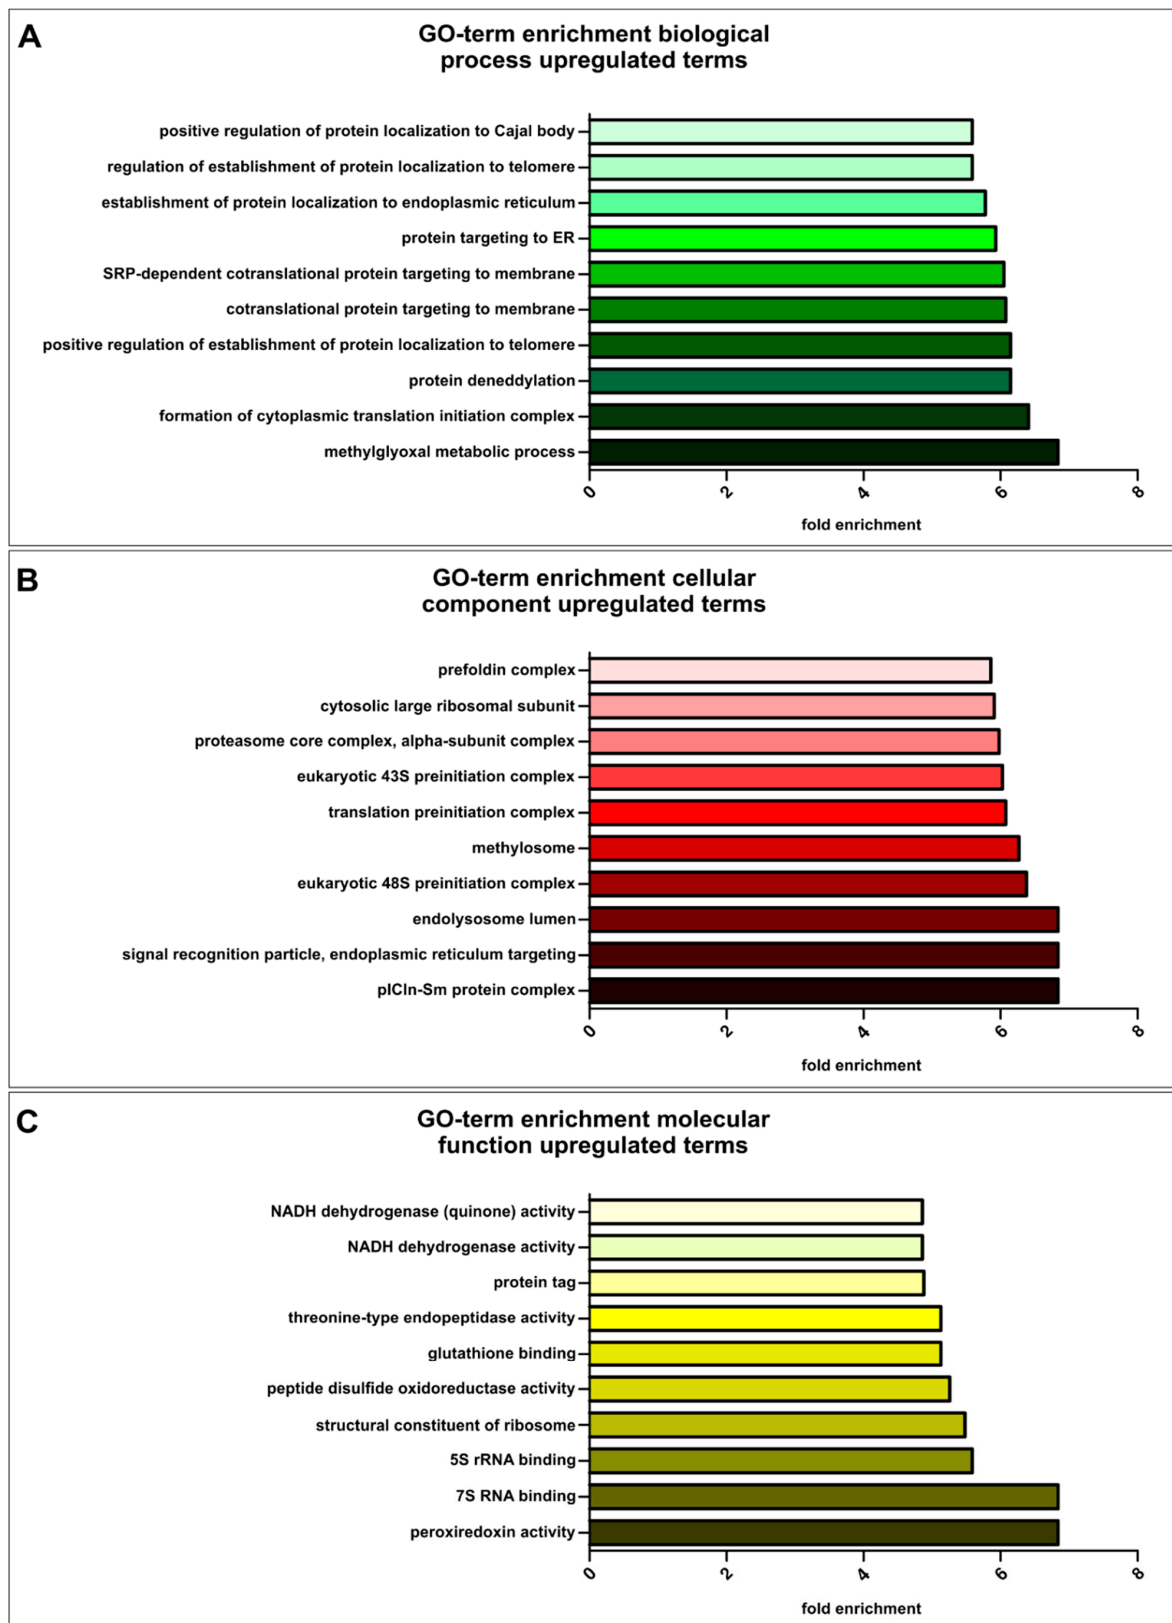 A
GO-term enrichment biological
process upregulated terms
positive regulation of protein localization to Cajal body
regulation of establishment of protein localization to telomere
establishment of protein localization to endoplasmic reticulum
protein targeting to ER
SRP-dependent cotranslational protein targeting to membrane
cotranslational protein targeting to membrane
positive regulation of establishment of protein localization to telomere
protein deneddylation
formation of cytoplasmic translation initiation complex
methylglyoxal metabolic process
0 2 4 6 8
fold enrichment
B
GO-term enrichment cellular
component upregulated terms
prefoldin complex
cytosolic large ribosomal subunit
proteasome core complex, alpha-subunit complex
eukaryotic 43S preinitiation complex
translation preinitiation complex
methylosome
eukaryotic 48S preinitiation complex
endolysosome lumen
signal recognition particle, endoplasmic reticulum targeting
pICln-Sm protein complex
0 2 4 6 8
fold enrichment
C
GO-term enrichment molecular
function upregulated terms
NADH dehydrogenase (quinone) activity
NADH dehydrogenase activity
protein tag
threonine-type endopeptidase activity
glutathione binding
peptide disulfide oxidoreductase activity
structural constituent of ribosome
5S rRNA binding
7S RNA binding
peroxiredoxin activity
0 2 4 6 8
fold enrichment